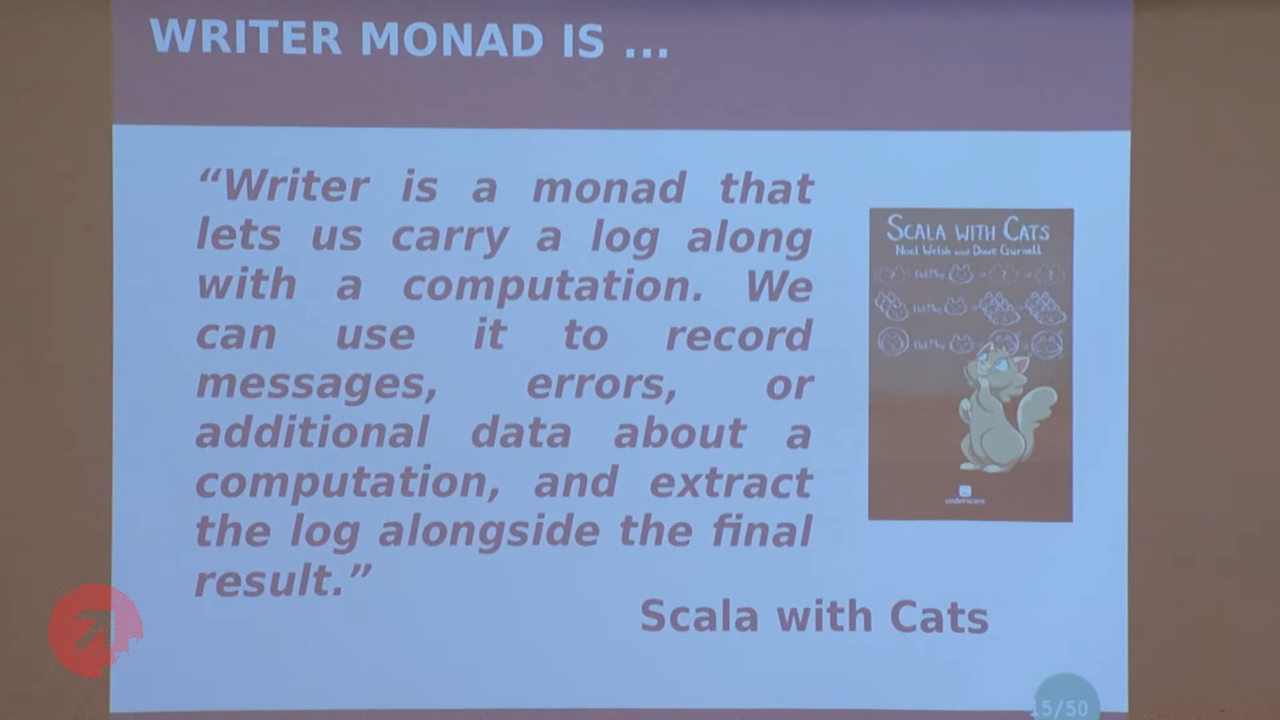 WRITER MONAD IS ...
“Writer is a monad that
lets us carry a log along
with a computation. We
can use it to record
messages, errors, or
additional data about a
computation, and extract
the log alongside the final
result.”
Scala with Cats
SCALA WITH CATS
Noel Welsh and Dave Gurnell
underscore
15/50